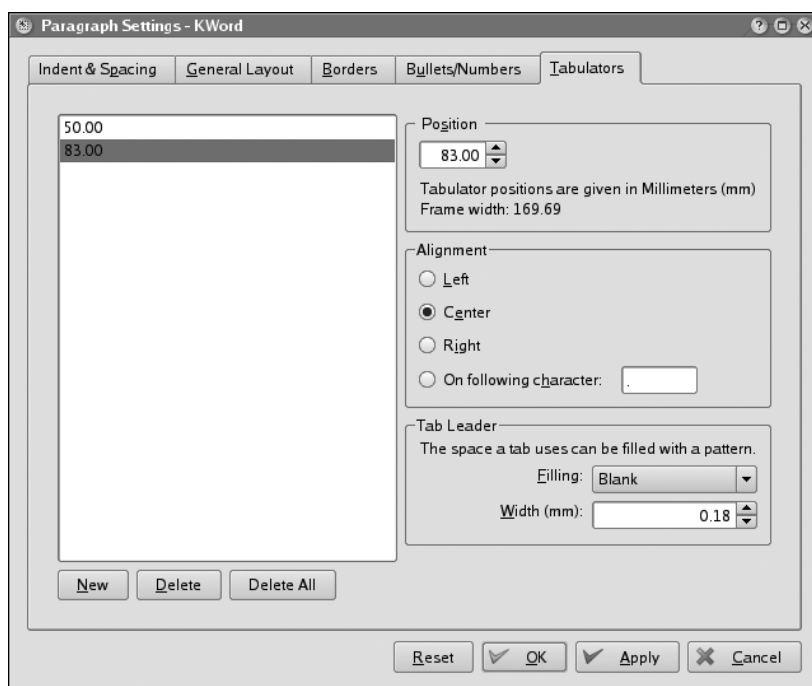 Paragraph Settings - KWord
Indent & Spacing
General Layout
Borders
Bullets/Numbers
Tabulators
50.00
83.00
Position
83.00
Tabulator positions are given in Millimeters (mm)
Frame width: 169.69
Alignment
Left
Center
Right
On following character: .
Tab Leader
The space a tab uses can be filled with a pattern.
Filling: Blank
Width (mm): 0.18
New
Delete
Delete All
Reset
OK
Apply
Cancel